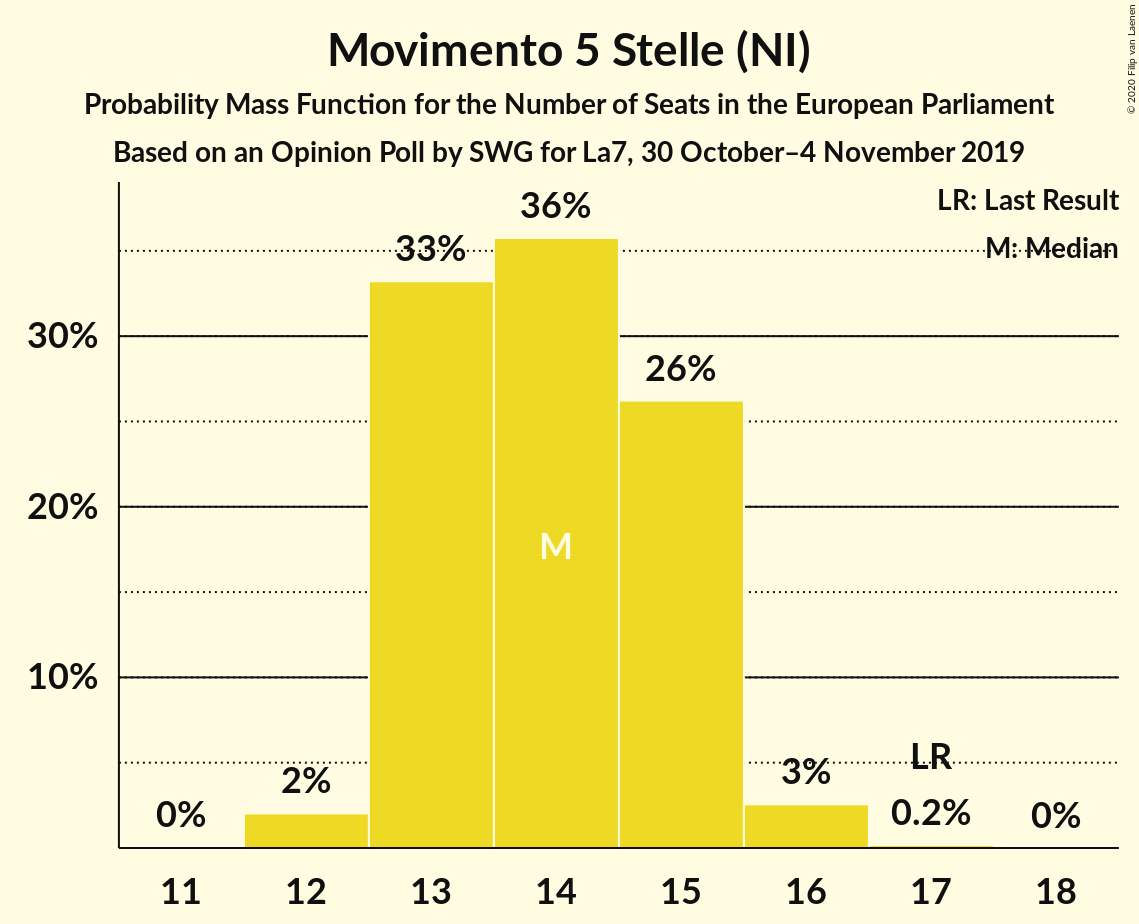 Movimento 5 Stelle (NI)
Probability Mass Function for the Number of Seats in the European Parliament
Based on an Opinion Poll by SWG for La7, 30 October–4 November 2019
© 2020 Filip van Laenen
LR: Last Result
M: Median
36%
33%
30%
26%
20%
M
10%
LR
3%
2%
0%
0.2%
0%
11 12 13 14 15 16 17 18